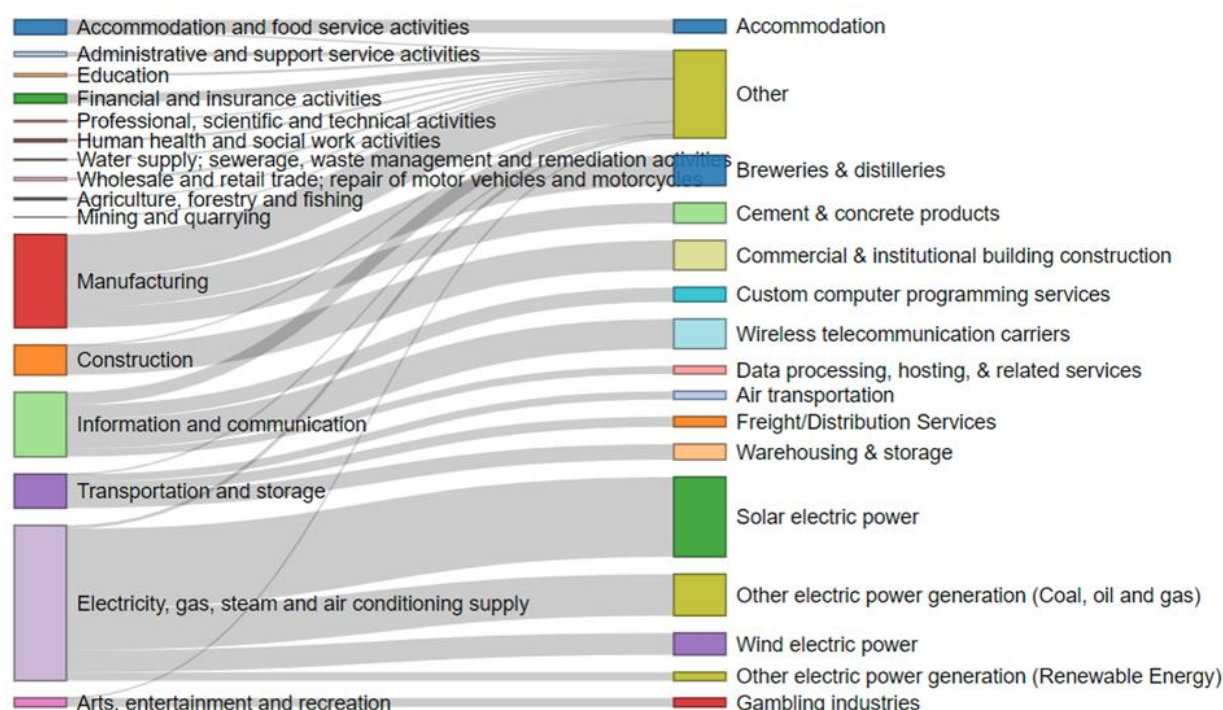 Accommodation and food service activities
Administrative and support service activities
Education
Financial and insurance activities
Professional, scientific and technical activities
Human health and social work activities
Water supply; sewerage, waste management and remediation activities
Wholesale and retail trade; repair of motor vehicles and motorcycles
Agriculture, forestry and fishing
Mining and quarrying
Manufacturing
Construction
Information and communication
Transportation and storage
Electricity, gas, steam and air conditioning supply
Arts, entertainment and recreation
Accommodation
Other
Breweries & distilleries
Cement & concrete products
Commercial & institutional building construction
Custom computer programming services
Wireless telecommunication carriers
Data processing, hosting, & related services
Air transportation
Freight/Distribution Services
Warehousing & storage
Solar electric power
Other electric power generation (Coal, oil and gas)
Wind electric power
Other electric power generation (Renewable Energy)
Gambling industries